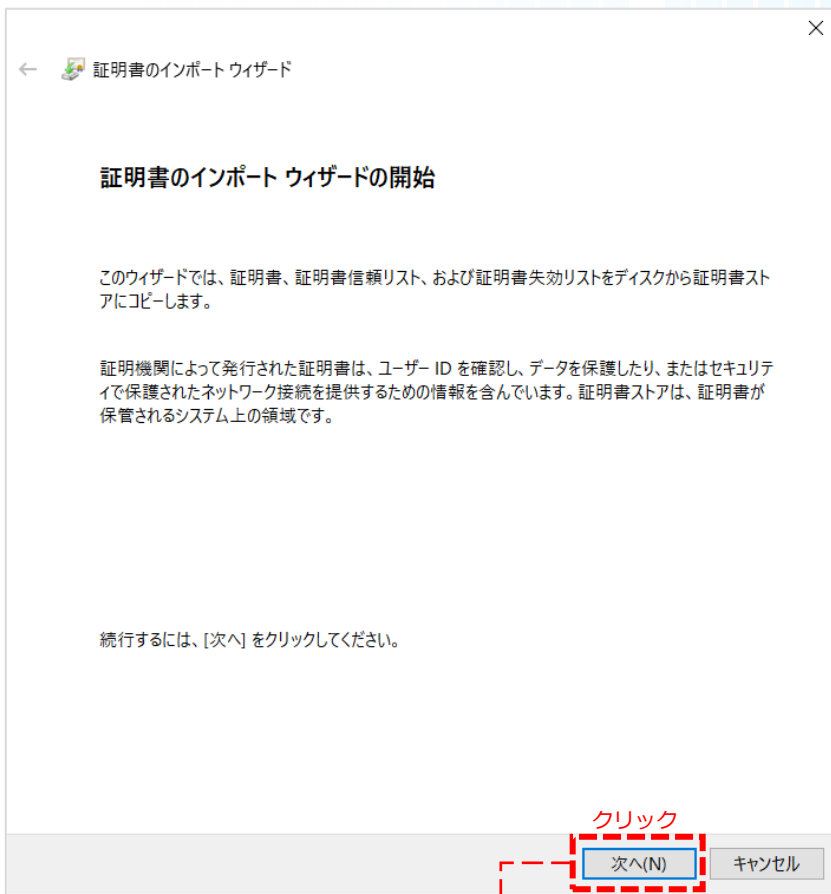 証明書のインポート ウィザード
証明書のインポート ウィザードの開始
このウィザードでは、証明書、証明書信頼リスト、および証明書失効リストをディスクから証明書スト
アにコピーします。
証明機関によって発行された証明書は、ユーザー ID を確認し、データを保護したり、またはセキュリテ
ィで保護されたネットワーク接続を提供するための情報を含んでいます。証明書ストアは、証明書が
保管されるシステム上の領域です。
続行するには、[次へ] をクリックしてください。
クリック
次へ(N)
キャンセル